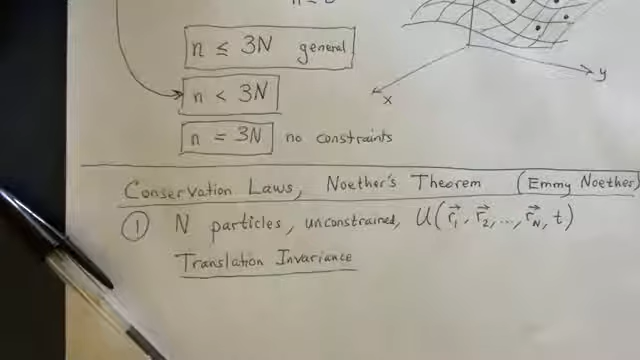 n ≤ 3N general
n < 3N
n = 3N no constraints
x
y
Conservation Laws, Noether's Theorem (Emmy Noether)
① N particles, unconstrained, U(r⃗₁, r⃗₂, ..., r⃗_N, t)
Translation Invariance